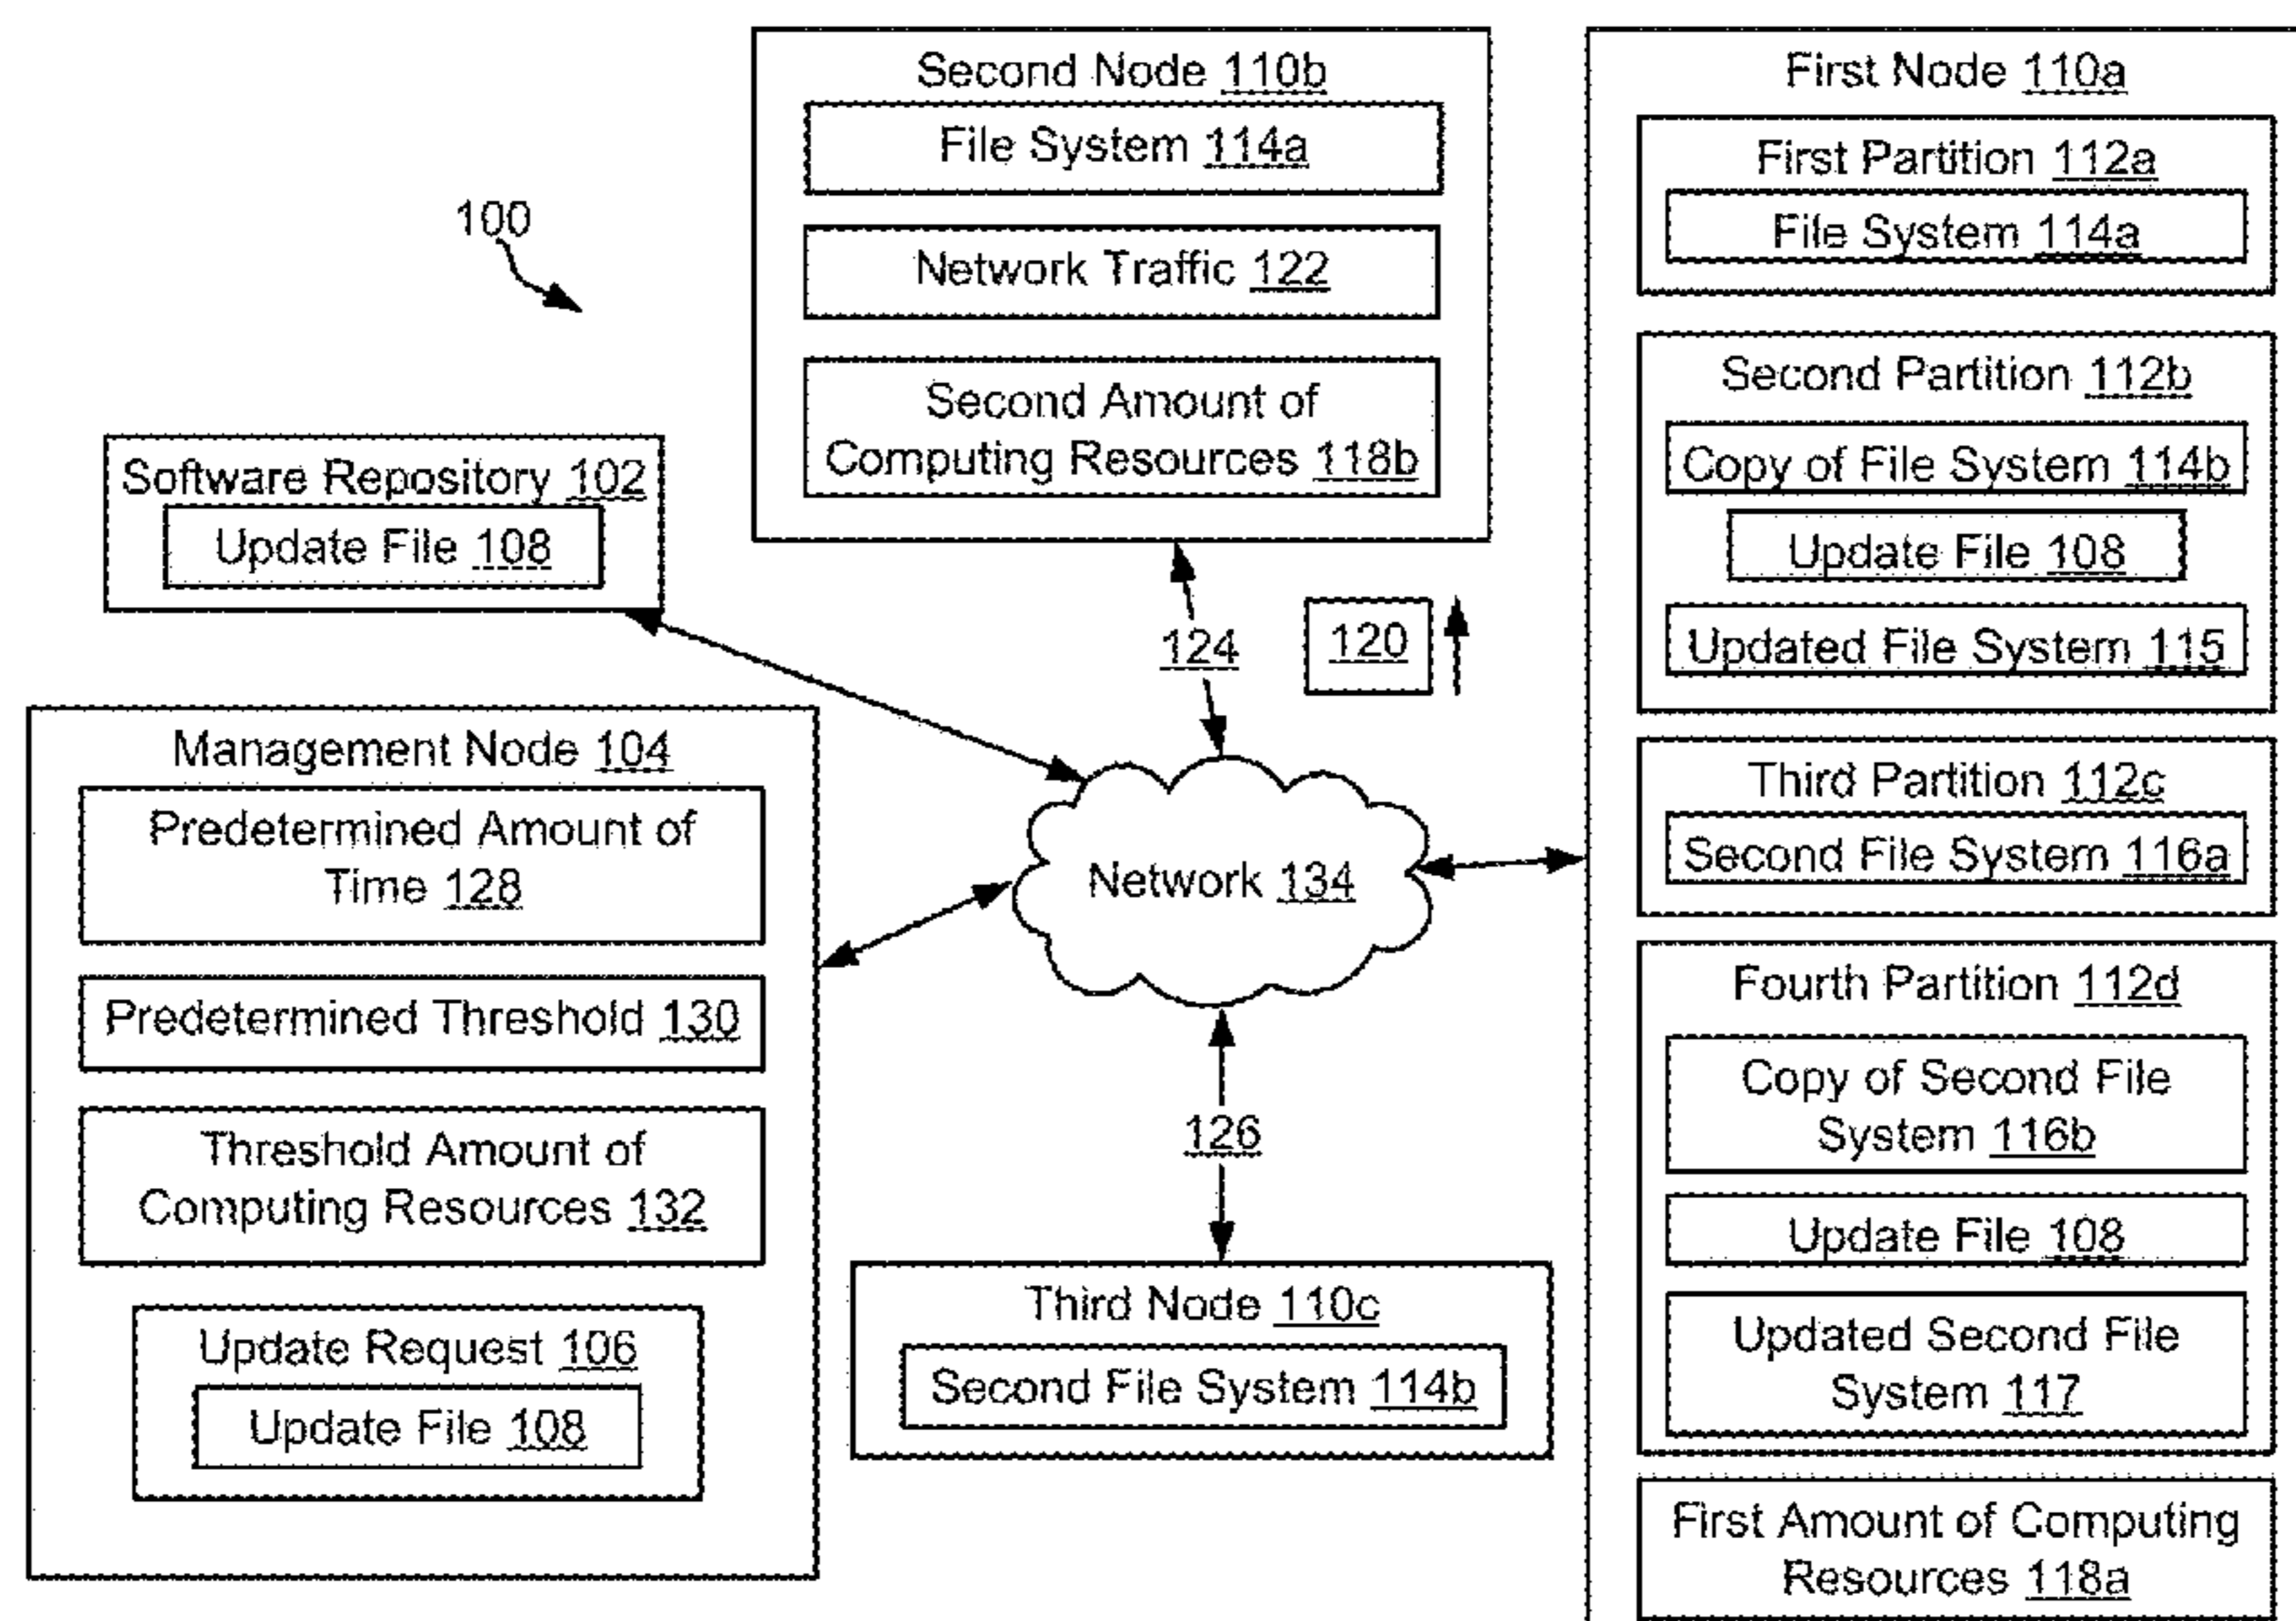 100
Second Node 110b
File System 114a
Network Traffic 122
Second Amount of
Computing Resources 118b
Software Repository 102
Update File 108
124
120
Management Node 104
Predetermined Amount of
Time 128
Predetermined Threshold 130
Threshold Amount of
Computing Resources 132
Update Request 106
Update File 108
Network 134
126
Third Node 110c
Second File System 114b
First Node 110a
First Partition 112a
File System 114a
Second Partition 112b
Copy of File System 114b
Update File 108
Updated File System 115
Third Partition 112c
Second File System 116a
Fourth Partition 112d
Copy of Second File
System 116b
Update File 108
Updated Second File
System 117
First Amount of Computing
Resources 118a